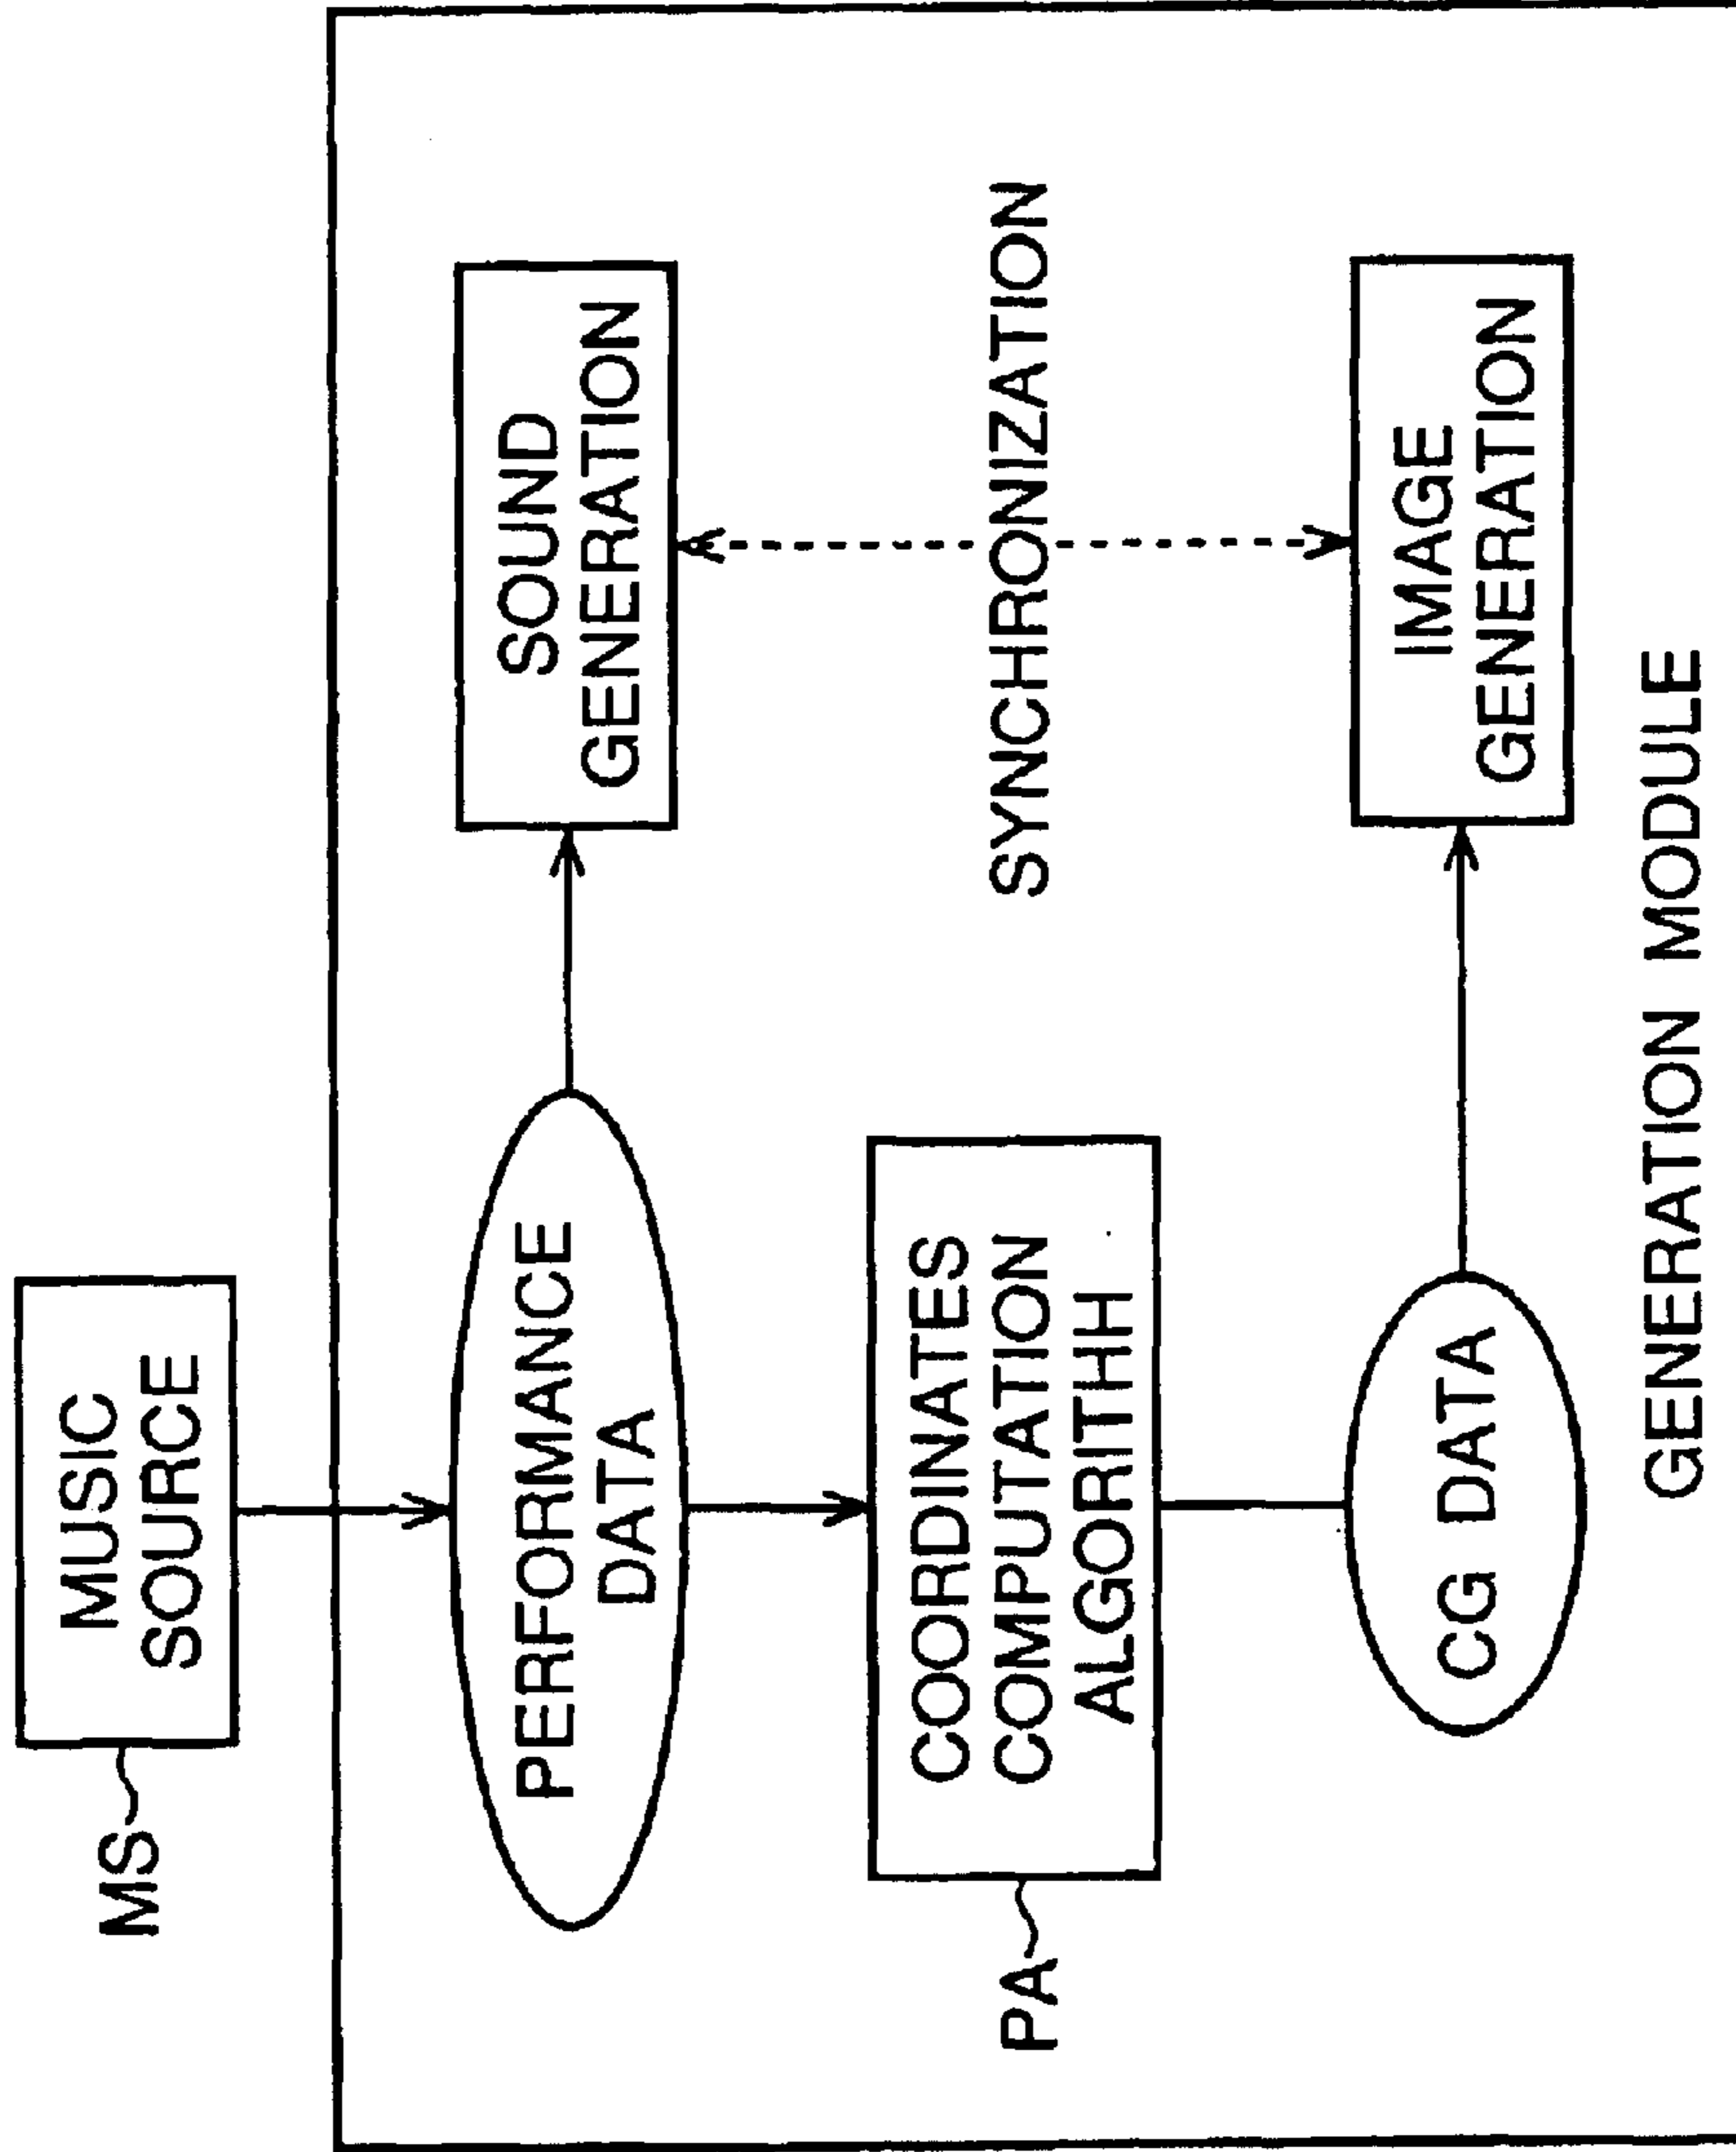 MS
MUSIC
SOURCE
PERFORMANCE
DATA
SOUND
GENERATION
PA
COORDINATES
COMPUTATION
ALGORITHH
SYNCHRONIZATION
CG DATA
IMAGE
GENERATION
GENERATION MODULE